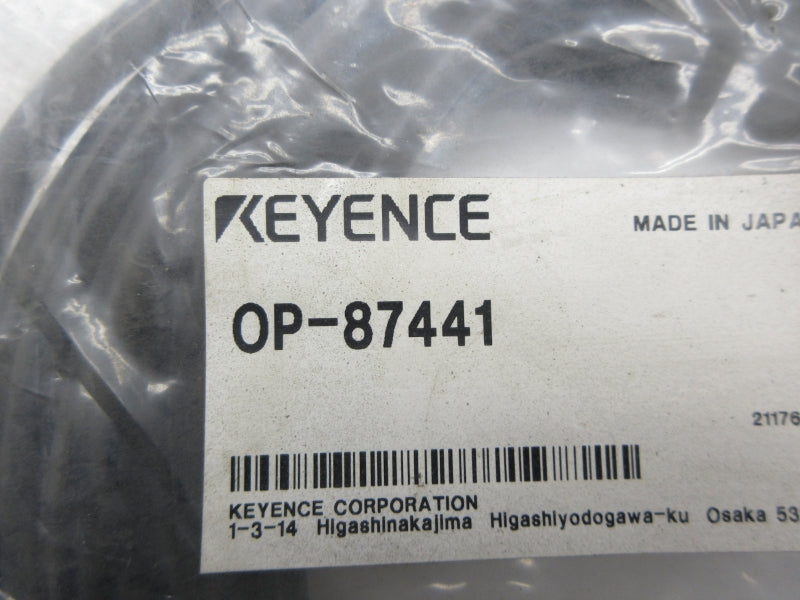 KEYENCE
MADE IN JAPA
OP-87441
21176
KEYENCE CORPORATION
1-3-14 Higashinakajima Higashiyodogawa-ku Osaka 53